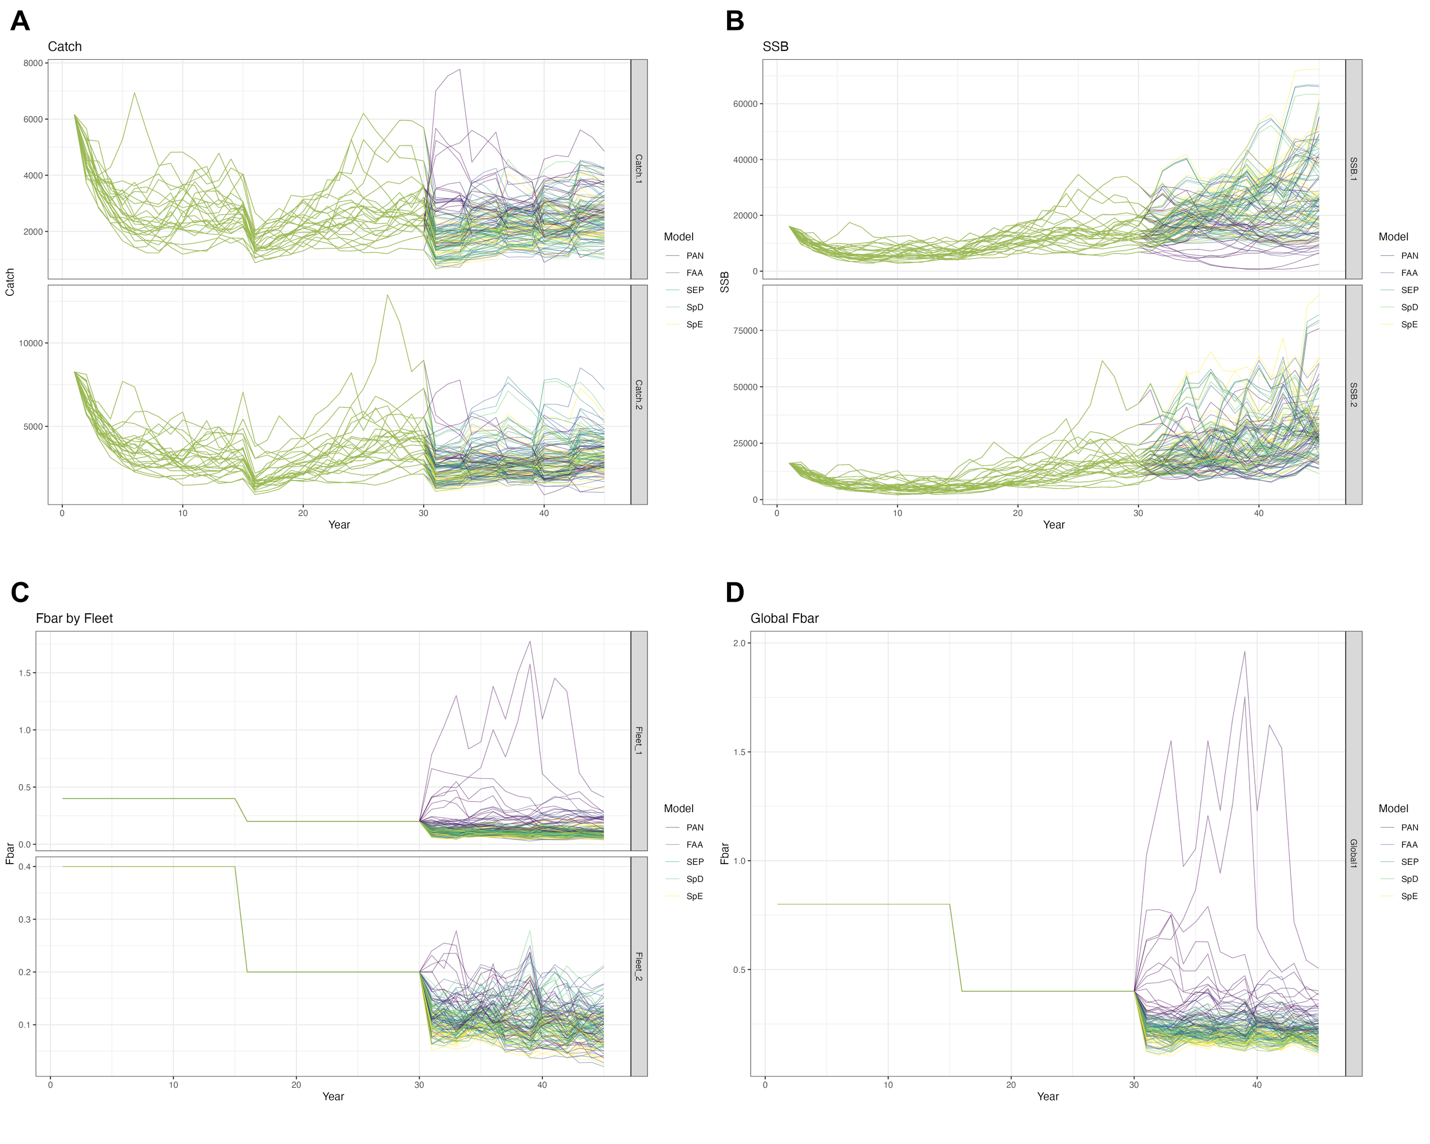 A
Catch
8000
6000
4000
2000
Catch.1
10000
5000
Catch.2
Catch
0
10
20
30
40
Year
Model
PAN
FAA
SEP
SpD
SpE
B
SSB
60000
40000
20000
0
SSB.1
75000
50000
25000
0
SSB.2
SSB
0
10
20
30
40
Year
Model
PAN
FAA
SEP
SpD
SpE
C
Fbar by Fleet
1.5
1.0
0.5
0.0
Fleet_1
0.4
0.3
0.2
0.1
Fleet_2
Fbar
0
10
20
30
40
Year
Model
PAN
FAA
SEP
SpD
SpE
D
Global Fbar
2.0
1.5
1.0
0.5
Global1
Fbar
0
10
20
30
40
Year
Model
PAN
FAA
SEP
SpD
SpE